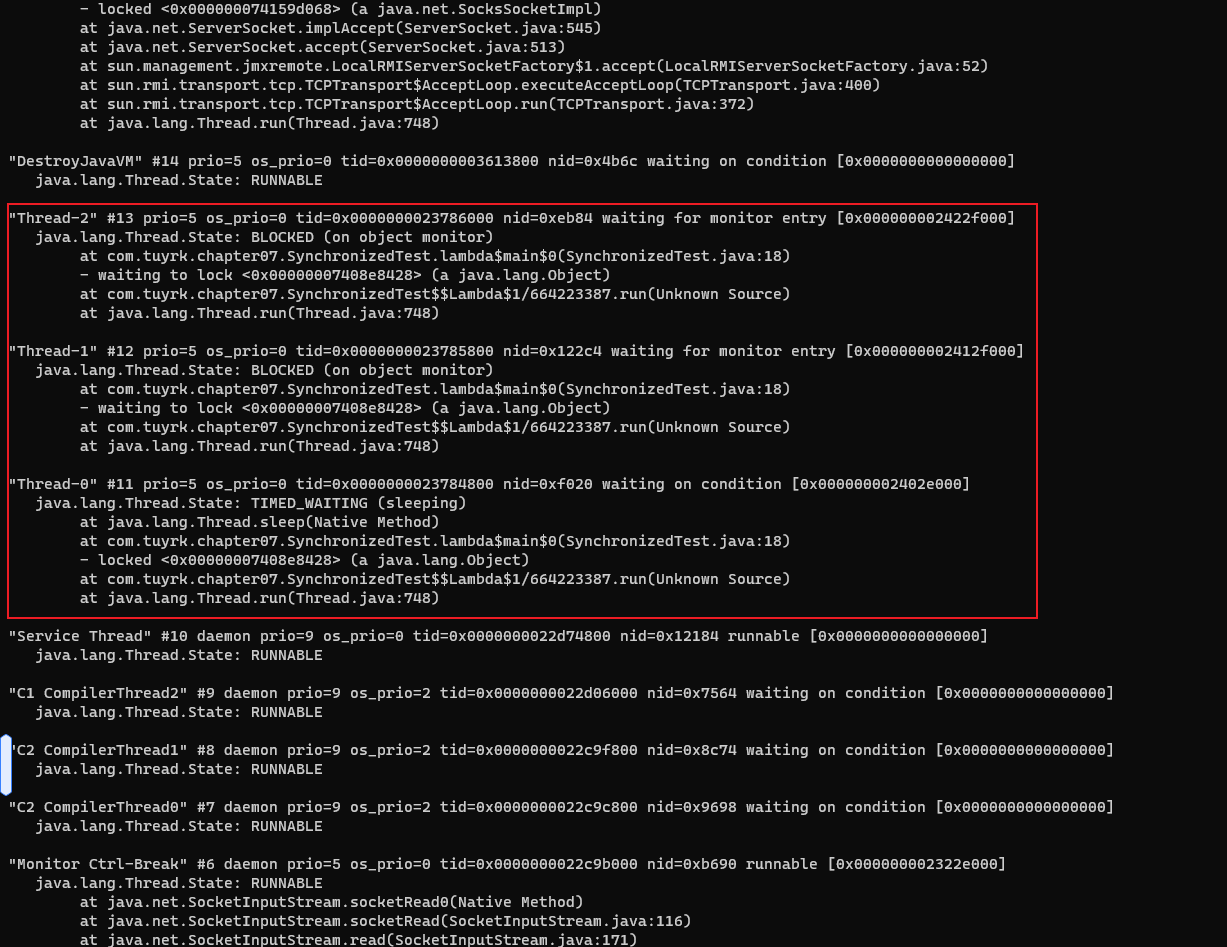 - locked <0x000000074159d068> (a java.net.SocksSocketImpl)
at java.net.ServerSocket.implAccept(ServerSocket.java:545)
at java.net.ServerSocket.accept(ServerSocket.java:513)
at sun.management.jmxremote.LocalRMIServerSocketFactory$1.accept(LocalRMIServerSocketFactory.java:52)
at sun.rmi.transport.tcp.TCPTransport$AcceptLoop.executeAcceptLoop(TCPTransport.java:400)
at sun.rmi.transport.tcp.TCPTransport$AcceptLoop.run(TCPTransport.java:372)
at java.lang.Thread.run(Thread.java:748)
"DestroyJavaVM" #14 prio=5 os_prio=0 tid=0x0000000003613800 nid=0x4b6c waiting on condition [0x0000000000000000]
java.lang.Thread.State: RUNNABLE
"Thread-2" #13 prio=5 os_prio=0 tid=0x0000000023786000 nid=0xeb84 waiting for monitor entry [0x000000002422f000]
java.lang.Thread.State: BLOCKED (on object monitor)
at com.tuyrk.chapter07.SynchronizedTest.lambda$main$0(SynchronizedTest.java:18)
- waiting to lock <0x00000007408e8428> (a java.lang.Object)
at com.tuyrk.chapter07.SynchronizedTest$$Lambda$1/664223387.run(Unknown Source)
at java.lang.Thread.run(Thread.java:748)
"Thread-1" #12 prio=5 os_prio=0 tid=0x0000000023785800 nid=0x122c4 waiting for monitor entry [0x000000002412f000]
java.lang.Thread.State: BLOCKED (on object monitor)
at com.tuyrk.chapter07.SynchronizedTest.lambda$main$0(SynchronizedTest.java:18)
- waiting to lock <0x00000007408e8428> (a java.lang.Object)
at com.tuyrk.chapter07.SynchronizedTest$$Lambda$1/664223387.run(Unknown Source)
at java.lang.Thread.run(Thread.java:748)
"Thread-0" #11 prio=5 os_prio=0 tid=0x0000000023784800 nid=0xf020 waiting on condition [0x000000002402e000]
java.lang.Thread.State: TIMED_WAITING (sleeping)
at java.lang.Thread.sleep(Native Method)
at com.tuyrk.chapter07.SynchronizedTest.lambda$main$0(SynchronizedTest.java:18)
- locked <0x00000007408e8428> (a java.lang.Object)
at com.tuyrk.chapter07.SynchronizedTest$$Lambda$1/664223387.run(Unknown Source)
at java.lang.Thread.run(Thread.java:748)
"Service Thread" #10 daemon prio=9 os_prio=0 tid=0x0000000022d74800 nid=0x12184 runnable [0x0000000000000000]
java.lang.Thread.State: RUNNABLE
"C1 CompilerThread2" #9 daemon prio=9 os_prio=2 tid=0x0000000022d06000 nid=0x7564 waiting on condition [0x0000000000000000]
java.lang.Thread.State: RUNNABLE
"C2 CompilerThread1" #8 daemon prio=9 os_prio=2 tid=0x0000000022c9f800 nid=0x8c74 waiting on condition [0x0000000000000000]
java.lang.Thread.State: RUNNABLE
"C2 CompilerThread0" #7 daemon prio=9 os_prio=2 tid=0x0000000022c9c800 nid=0x9698 waiting on condition [0x0000000000000000]
java.lang.Thread.State: RUNNABLE
"Monitor Ctrl-Break" #6 daemon prio=5 os_prio=0 tid=0x0000000022c9b000 nid=0xb690 runnable [0x000000002322e000]
java.lang.Thread.State: RUNNABLE
at java.net.SocketInputStream.socketRead0(Native Method)
at java.net.SocketInputStream.socketRead(SocketInputStream.java:116)
at java.net.SocketInputStream.read(SocketInputStream.java:171)